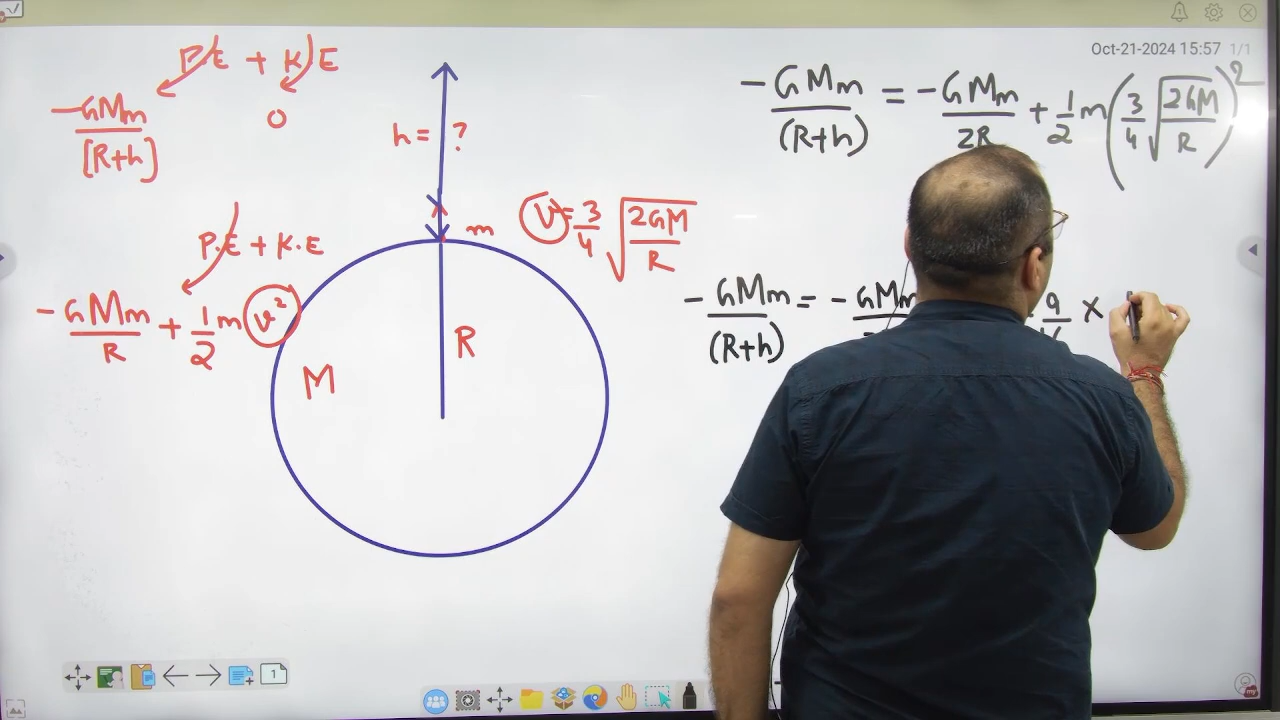 Oct-21-2024 15:57 1/1
P.E + K.E
-GMm
[R+h]
0
h = ?
m
V = 3/4 √(2GM/R)
P.E + K.E
-GMm/R + 1/2 m v²
M
R
-GMm/(R+h) = -GMm/2R + 1/2 m (3/4 √(2GM/R))²
-GMm/(R+h) = -GMm 9 ×
1